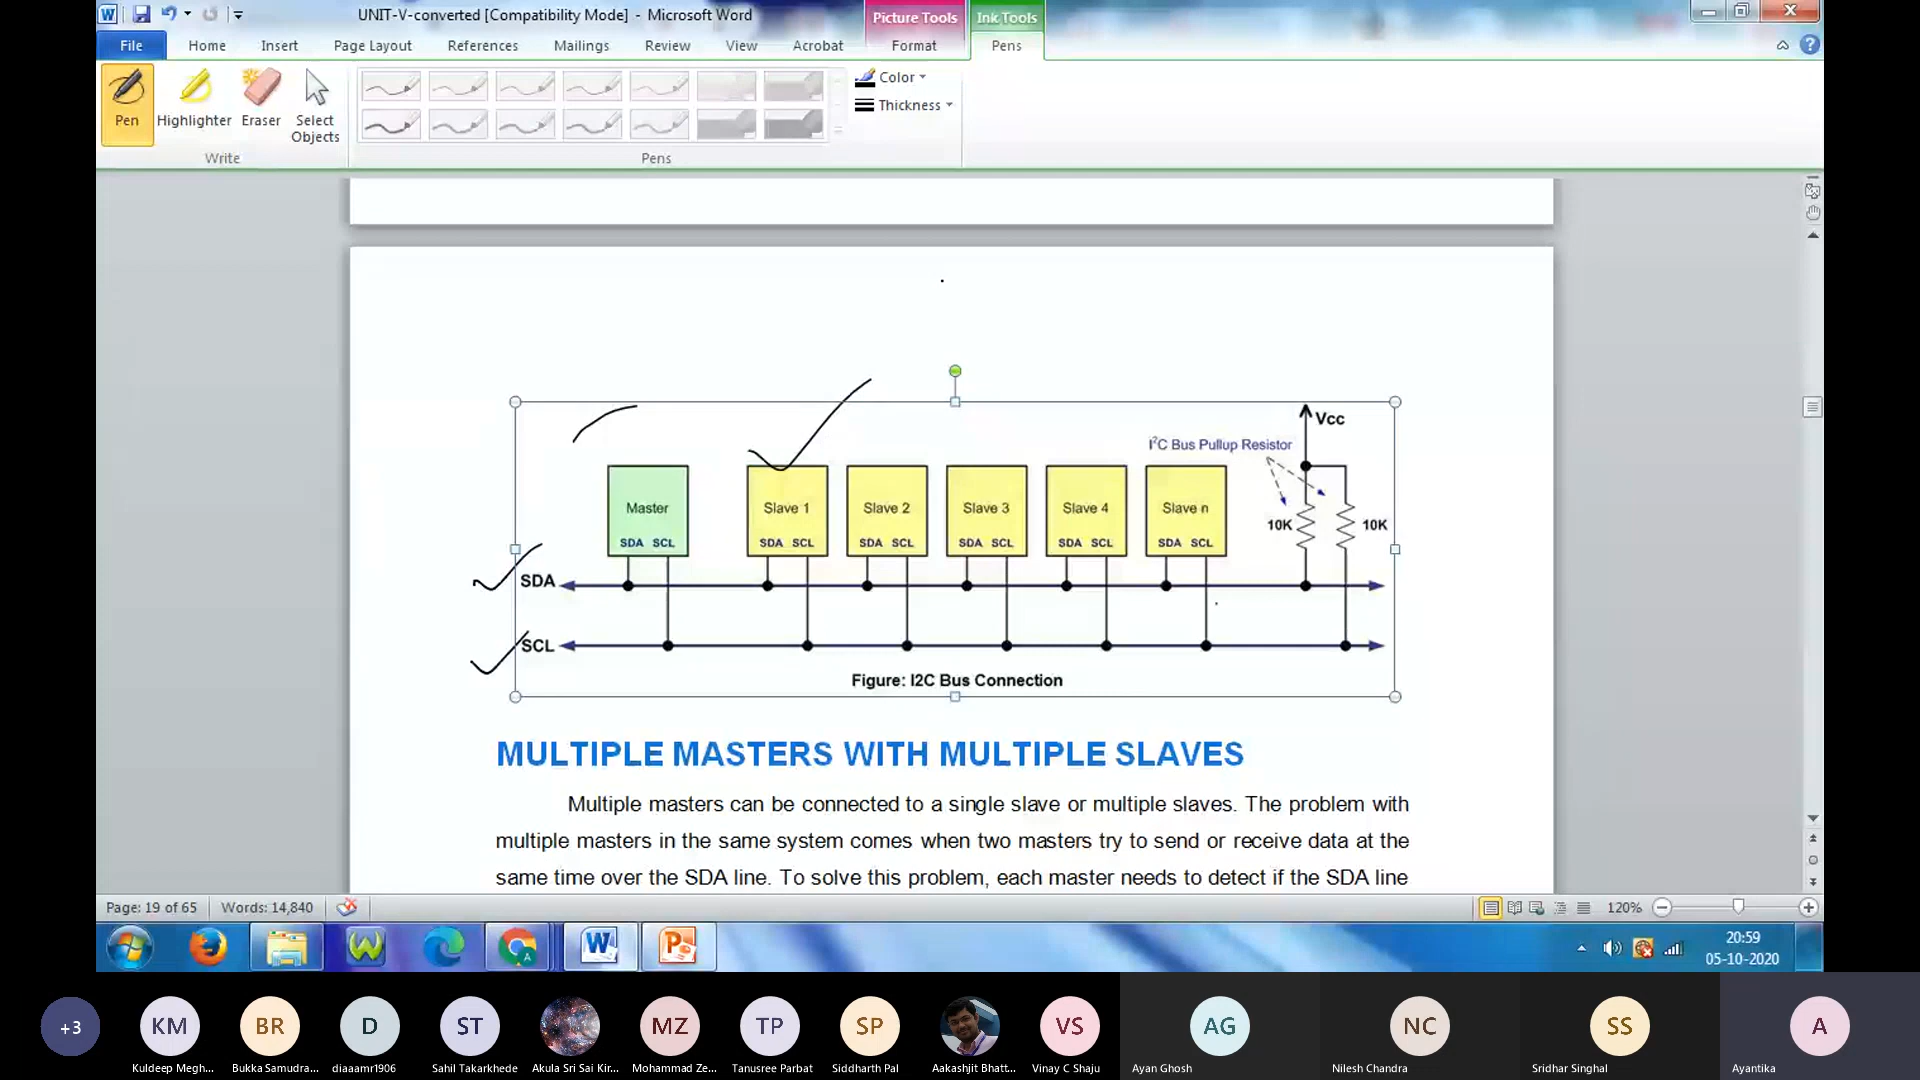 UNIT-V-converted [Compatibility Mode] - Microsoft Word
Picture Tools
Ink Tools
File
Home
Insert
Page Layout
References
Mailings
Review
View
Acrobat
Format
Pens
Pen
Highlighter
Eraser
Select
Objects
Color
Thickness
Write
Pens
Vcc
I²C Bus Pullup Resistor
Master
Slave 1
Slave 2
Slave 3
Slave 4
Slave n
10K
10K
SDA SCL
SDA SCL
SDA SCL
SDA SCL
SDA SCL
SDA SCL
SDA
SCL
Figure: I2C Bus Connection
MULTIPLE MASTERS WITH MULTIPLE SLAVES
Multiple masters can be connected to a single slave or multiple slaves. The problem with
multiple masters in the same system comes when two masters try to send or receive data at the
same time over the SDA line. To solve this problem, each master needs to detect if the SDA line
Page: 19 of 65
Words: 14,840
120%
20:59
05-10-2020
+3
KM
BR
D
ST
MZ
TP
SP
VS
AG
NC
SS
A
Kuldeep Megh...
Bukka Samudra...
diaaamr1906
Sahil Takarkhede
Akula Sri Sai Kir...
Mohammad Ze...
Tanusree Parbat
Siddharth Pal
Aakashjit Bhatt...
Vinay C Shaju
Ayan Ghosh
Nilesh Chandra
Sridhar Singhal
Ayantika